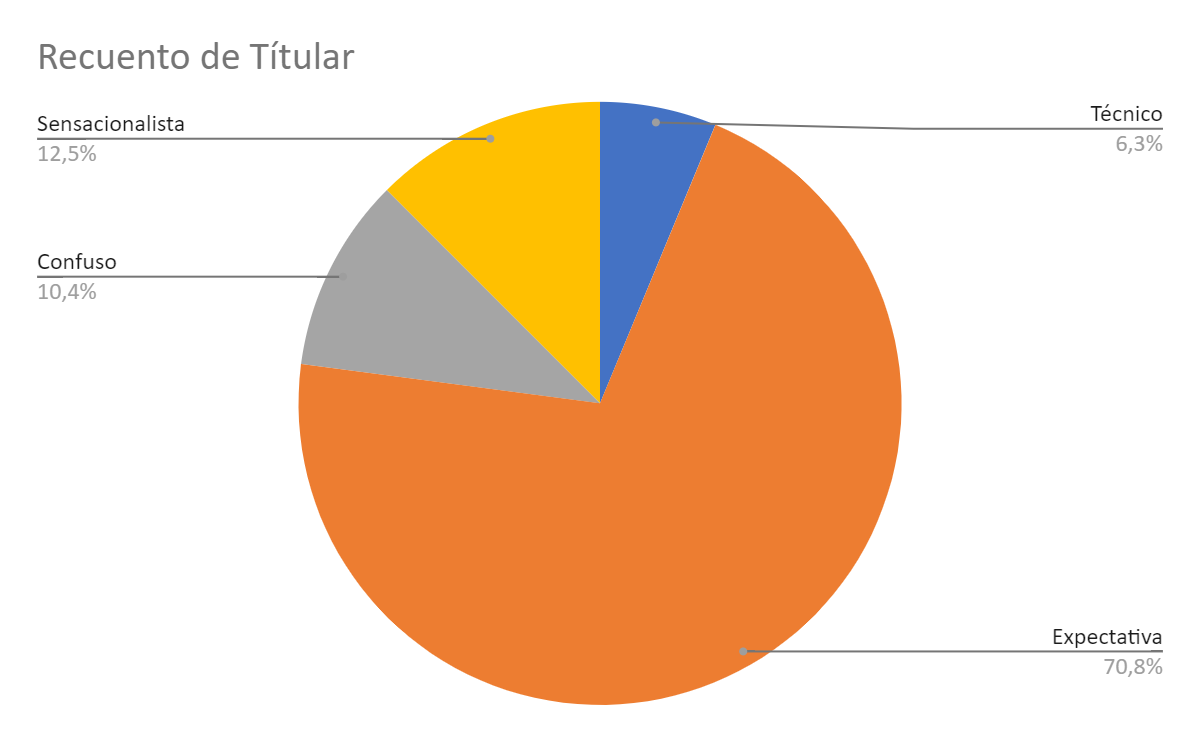 Recuento de Títular
Sensacionalista
12,5%
Técnico
6,3%
Confuso
10,4%
Expectativa
70,8%